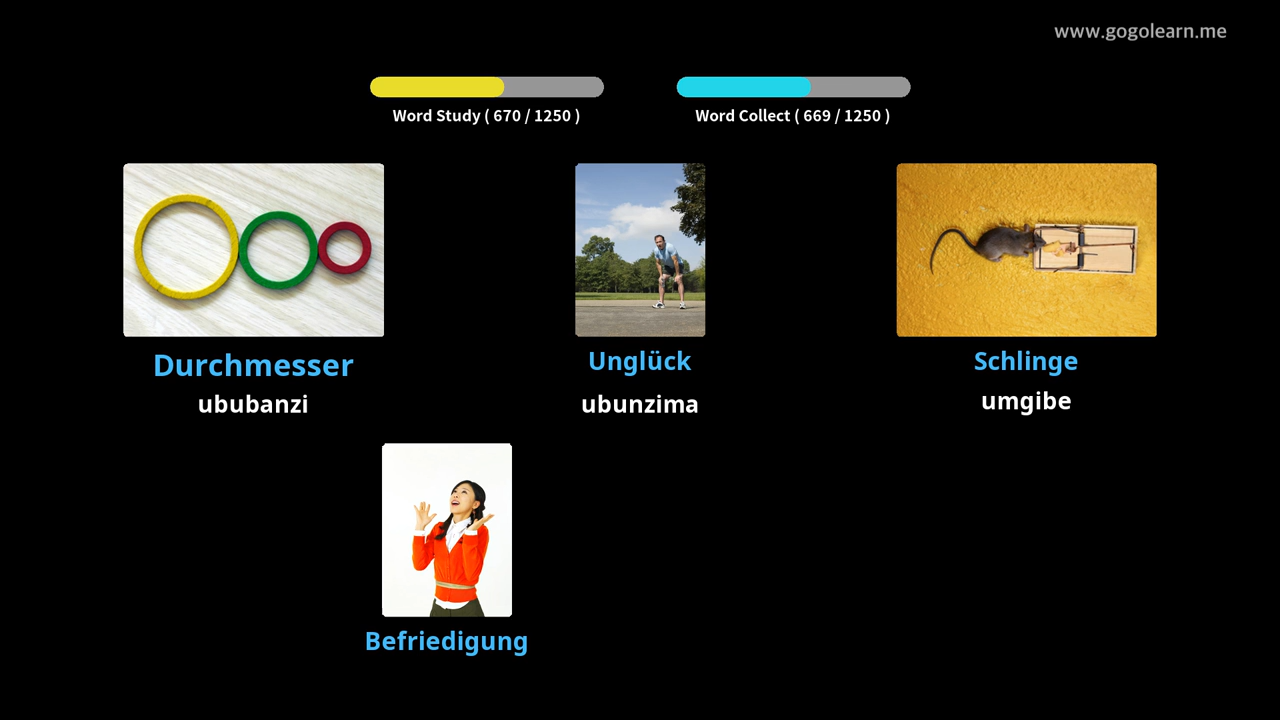 www.gogolearn.me
Word Study ( 670 / 1250 )
Word Collect ( 669 / 1250 )
Durchmesser
ububanzi
Unglück
ubunzima
Schlinge
umgibe
Befriedigung